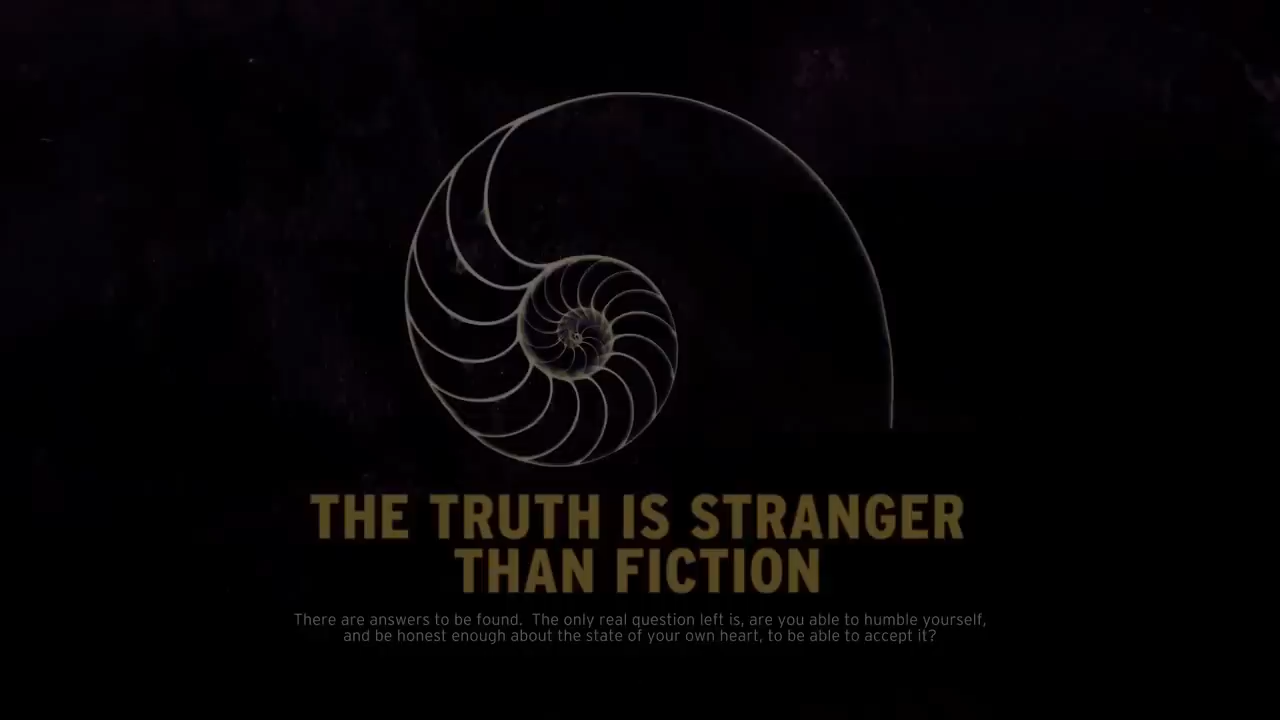 THE TRUTH IS STRANGER
THAN FICTION
There are answers to be found.  The only real question left is, are you able to humble yourself,
and be honest enough about the state of your own heart, to be able to accept it?